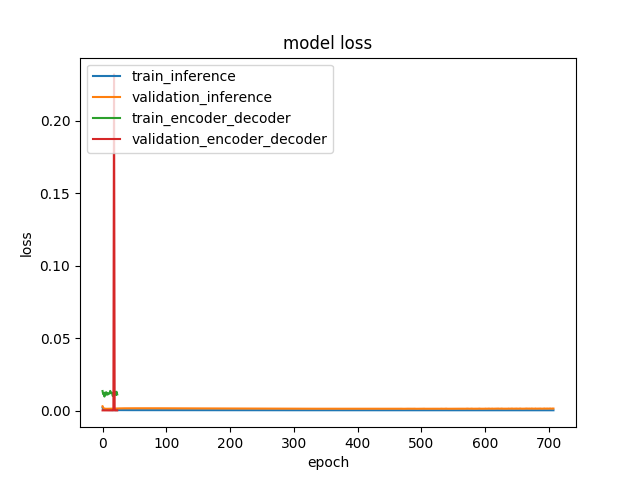 model loss
train_inference
validation_inference
train_encoder_decoder
validation_encoder_decoder
0.20
0.15
0.10
0.05
0.00
loss
0 100 200 300 400 500 600 700
epoch